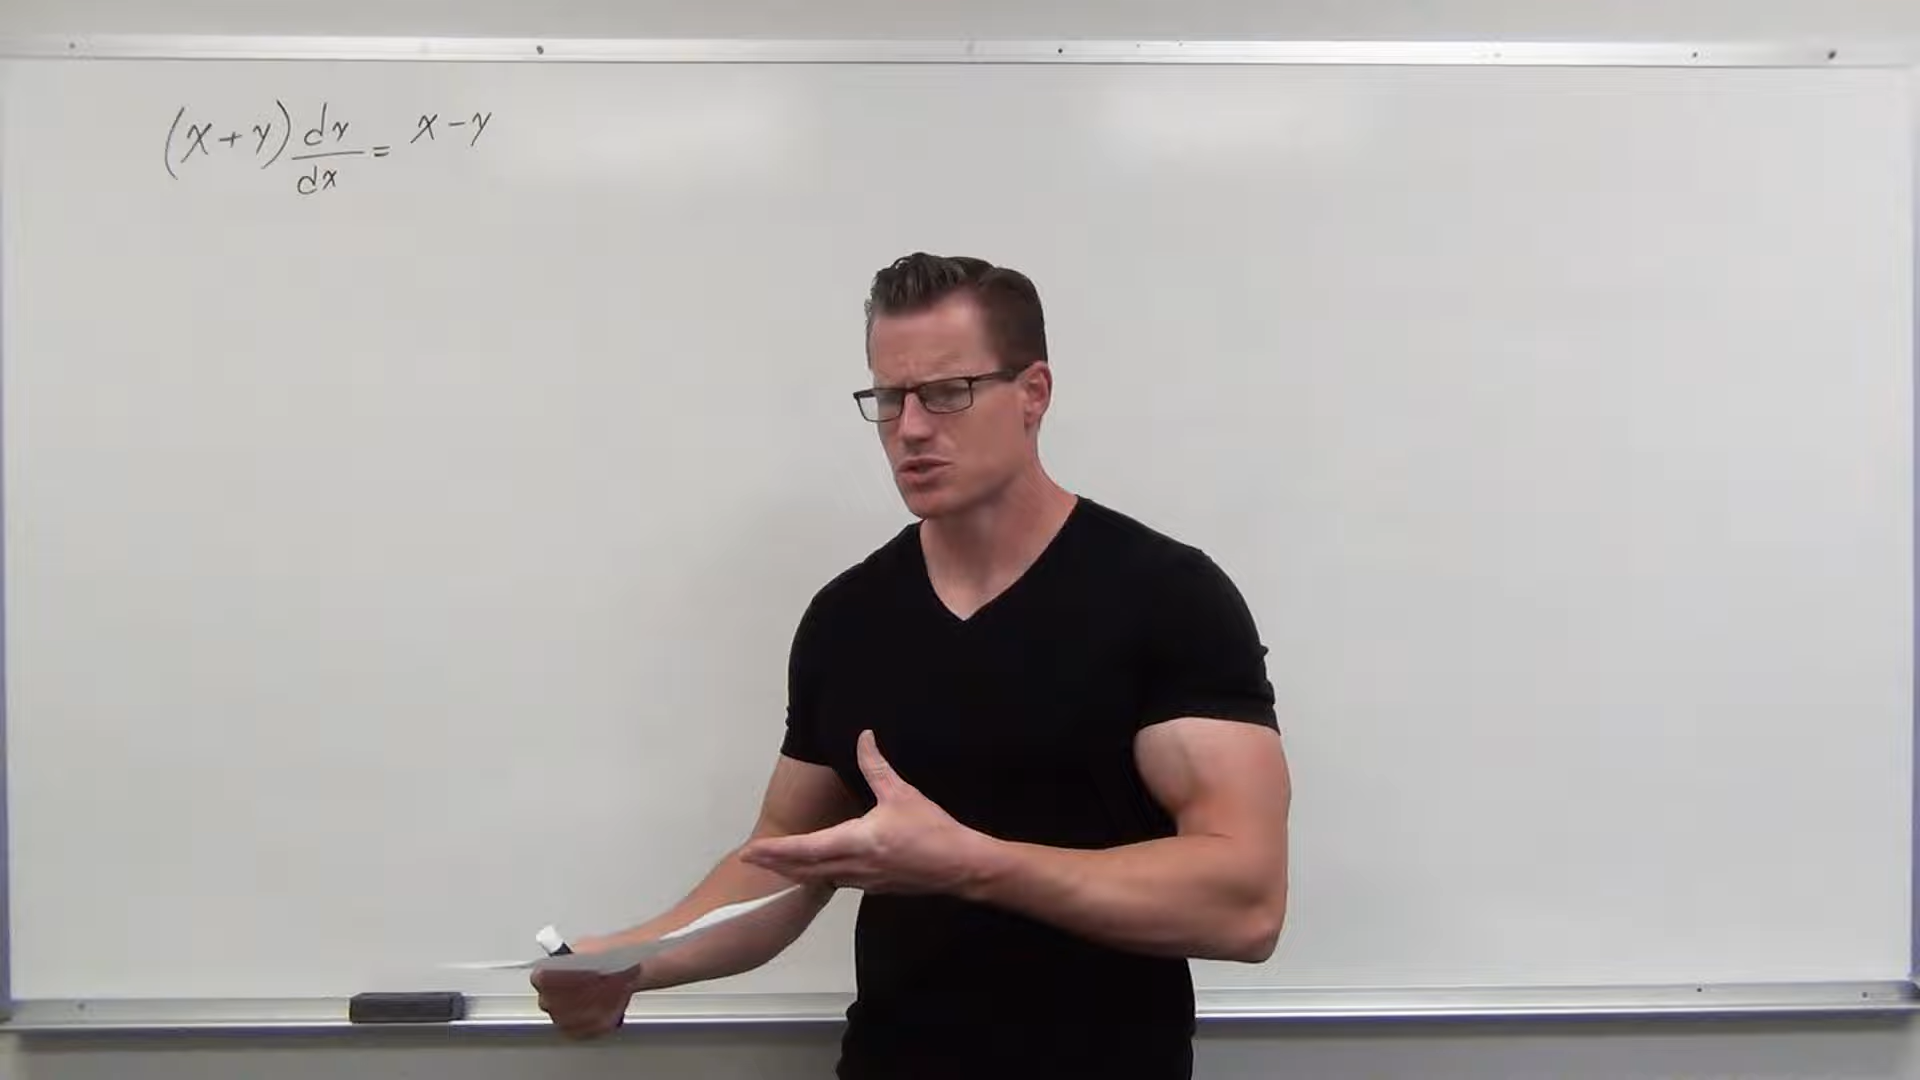 (x+y) dy/dx = x-y